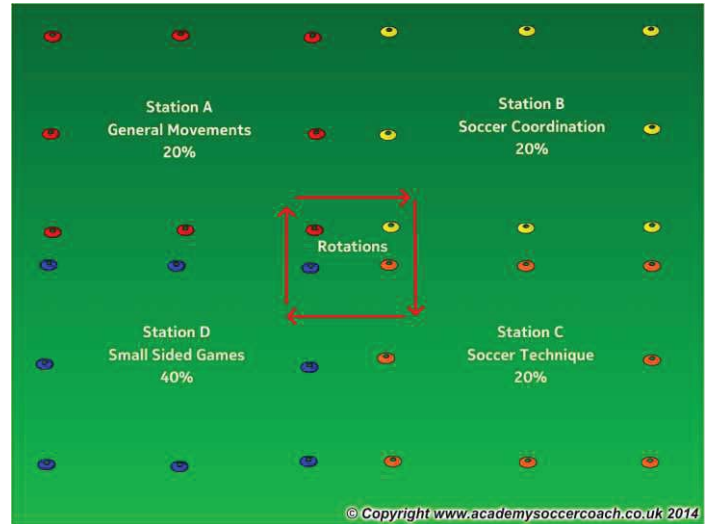 Station A
General Movements
20%
Station B
Soccer Coordination
20%
Rotations
Station D
Small Sided Games
40%
Station C
Soccer Technique
20%
© Copyright www.academysoccercoach.co.uk 2014